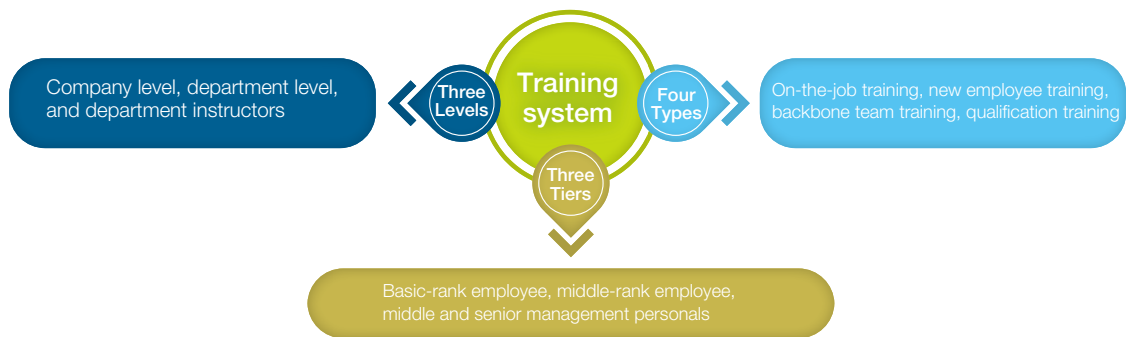 Training
system
Three
Levels
Company level, department level,
and department instructors
Four
Types
On-the-job training, new employee training,
backbone team training, qualification training
Three
Tiers
Basic-rank employee, middle-rank employee,
middle and senior management personals